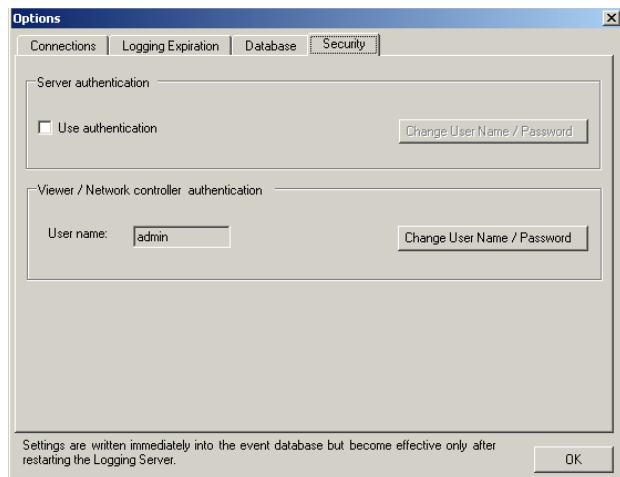 Options
Connections Logging Expiration Database Security
Server authentication
Use authentication Change User Name / Password
Viewer / Network controller authentication
User name: admin Change User Name / Password
Settings are written immediately into the event database but become effective only after
restarting the Logging Server.
OK